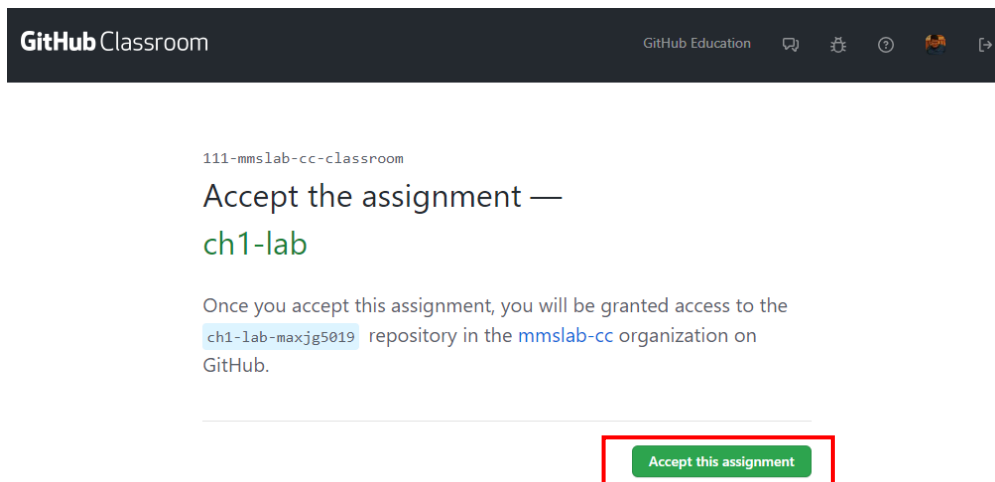 GitHub Classroom
GitHub Education
111-mmslab-cc-classroom
Accept the assignment —
ch1-lab
Once you accept this assignment, you will be granted access to the
ch1-lab-maxjg5019 repository in the mmslab-cc organization on
GitHub.
Accept this assignment